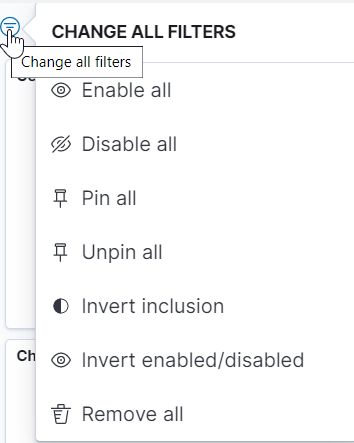 CHANGE ALL FILTERS
Change all filters
Enable all
Disable all
Pin all
Unpin all
Invert inclusion
Invert enabled/disabled
Ch
Remove all